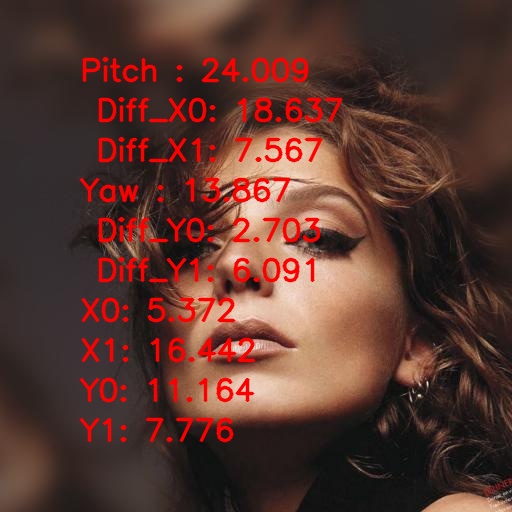 Pitch : 24.009
Diff_X0: 18.637
Diff_X1: 7.567
Yaw : 13.867
Diff_Y0: 2.703
Diff_Y1: 6.091
X0: 5.372
X1: 16.442
Y0: 11.164
Y1: 7.776